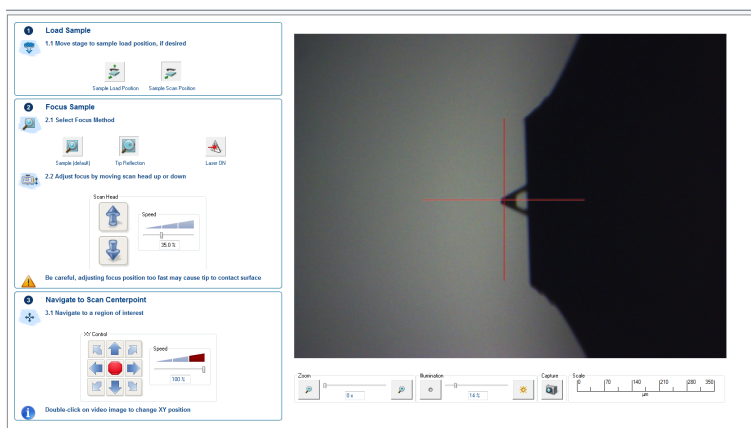 1 Load Sample
1.1 Move stage to sample load position, if desired
Sample Load Position Sample Scan Position
2 Focus Sample
2.1 Select Focus Method
Sample (default) Tip Reflection Laser ON
2.2 Adjust focus by moving scan head up or down
Scan Head
Speed
35.0 %
Be careful, adjusting focus position too fast may cause tip to contact surface
3 Navigate to Scan Centerpoint
3.1 Navigate to a region of interest
XY Control
Speed
100 %
Double-click on video image to change XY position
Zoom Illumination Capture Scale
0 70 140 210 280 350
0 x 14 % µm